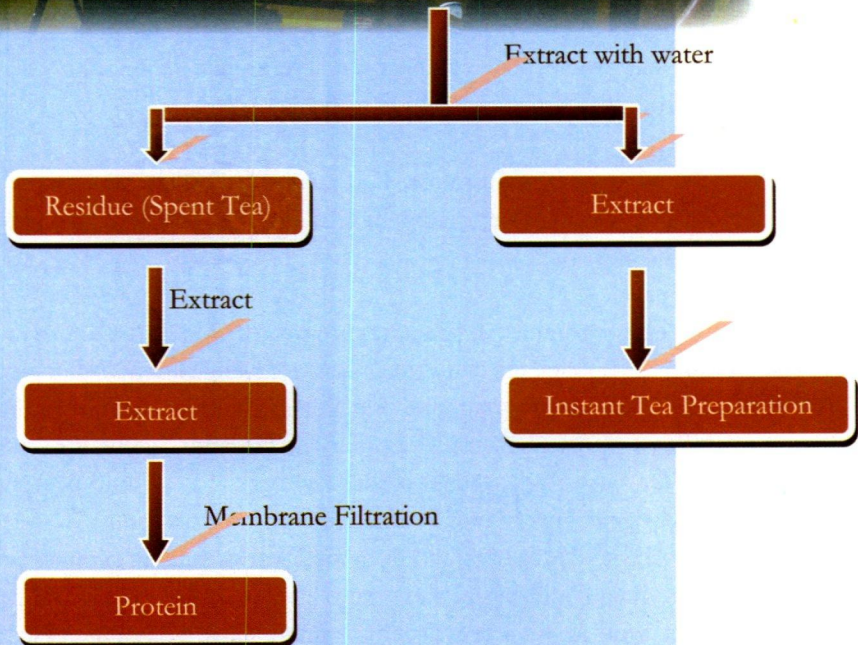 Extract with water
Residue (Spent Tea)
Extract
Extract
Instant Tea Preparation
Extract
Membrane Filtration
Protein